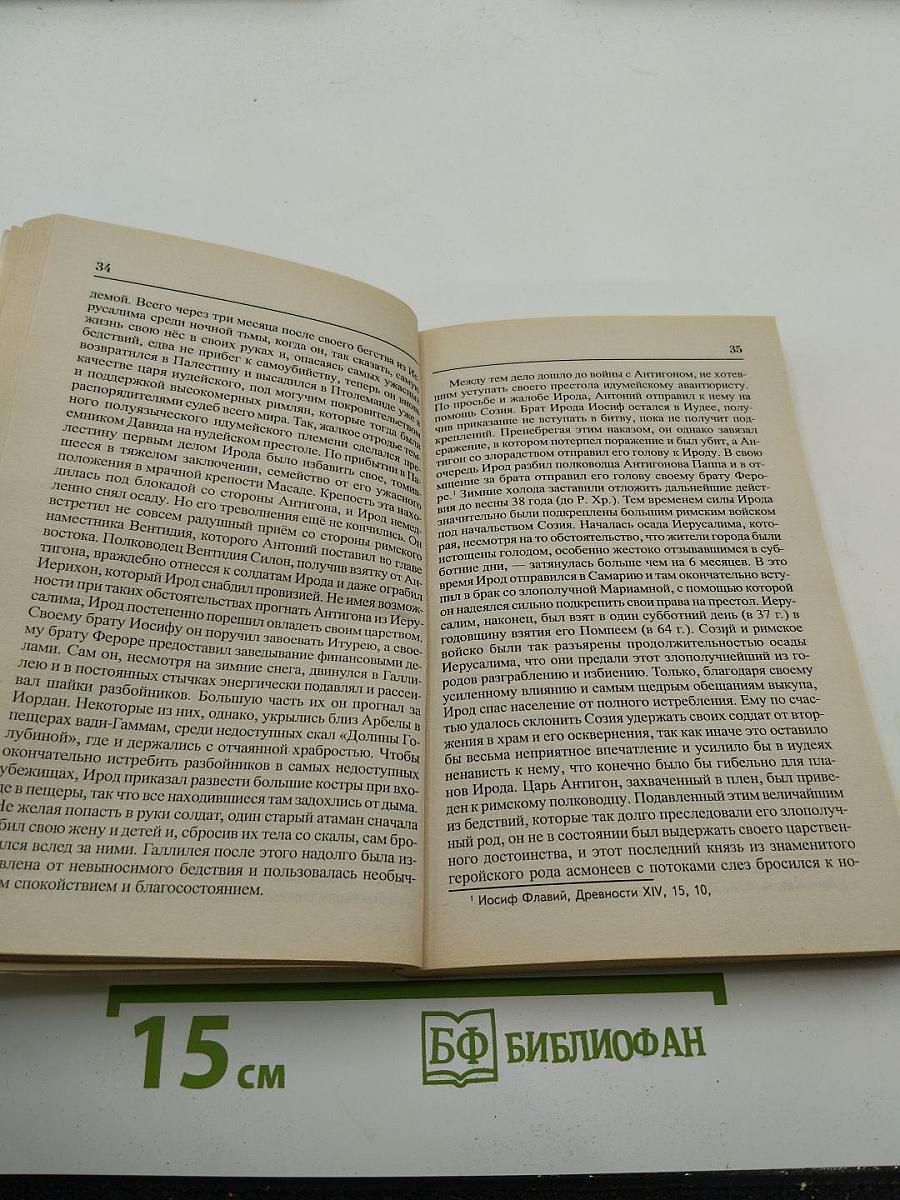 34
демой. Всего через три месяца после своего бегства из Ие-
русалима среди ночной тьмы, когда он, так сказать, самую
жизнь свою нёс в своих руках и, опасаясь самых ужасных
бедствий, едва не прибег к самоубийству, теперь он вновь
возвратился в Палестину и высадился в Птолемаиде уже в
качестве царя иудейского, под могучим покровительством
и поддержкой высокомерных римлян, которые тогда были
распорядителями судеб всего мира. Так, жалкое отродье тем-
ного полуязыческого идумейского племени сделался пре-
емником Давида на иудейском престоле. По прибытии в Па-
лестину первым делом Ирода было избавить свое, томив-
шееся в тяжелом заключении, семейство от его ужасного
положения в мрачной крепости Масаде. Крепость эта нахо-
дилась под блокадой со стороны Антигона, и Ирод немед-
ленно снял осаду. Но его треволнения ещё не кончились. Он
встретил не совсем радушный приём со стороны римского
наместника Вентидия, которого Антоний поставил во главе
востока. Полководец Вентидия Силон, получив взятку от Ан-
тигона, враждебно отнесся к солдатам Ирода и даже ограбил
Иерихон, который Ирод снабдил провизией. Не имея возмож-
ности при таких обстоятельствах прогнать Антигона из Иеру-
салима, Ирод постепенно порешил овладеть своим царством.
Своему брату Иосифу он поручил завоевать Итурею, а свое-
му брату Фероре предоставил заведывание финансовыми де-
лами. Сам он, несмотря на зимние снега, двинулся в Галли-
лею и в постоянных стычках энергически подавлял и рассеи-
вал шайки разбойников. Большую часть их он прогнал за
Иордан. Некоторые из них, однако, укрылись близ Арбелы в
пещерах вади-Гаммам, среди недоступных скал «Долины Го-
лубиной», где и держались с отчаянной храбростью. Чтобы
окончательно истребить разбойников в самых недоступных
убежищах, Ирод приказал развести большие костры при вхо-
де в пещеры, так что все находившиеся там задохлись от дыма.
Не желая попасть в руки солдат, один старый атаман сначала
бил свою жену и детей и, сбросив их тела со скалы, сам бро-
ился вслед за ними. Галлилея после этого надолго была из-
влена от невыносимого бедствия и пользовалась необыч-
м спокойствием и благосостоянием.
35
Между тем дело дошло до войны с Антигоном, не хотев-
шим уступать своего престола идумейскому авантюристу.
По просьбе и жалобе Ирода, Антоний отправил к нему на
помощь Созия. Брат Ирода Иосиф остался в Иудее, полу-
чив приказание не вступать в битву, пока не получит под-
креплений. Пренебрегая этим наказом, он однако завязал
сражение, в котором потерпел поражение и был убит, а Ан-
тигон со злорадством отправил его голову к Ироду. В свою
очередь Ирод разбил полководца Антигонова Паппа и в от-
мщение за брата отправил его голову своему брату Феро-
ре.¹ Зимние холода заставили отложить дальнейшие дейст-
вия до весны 38 года (до Р. Хр.). Тем временем силы Ирода
значительно были подкреплены большим римским войском
под начальством Созия. Началась осада Иерусалима, кото-
рая, несмотря на то обстоятельство, что жители города были
истощены голодом, особенно жестоко отзывавшимся в суб-
ботние дни, — затянулась больше чем на 6 месяцев. В это
время Ирод отправился в Самарию и там окончательно всту-
пил в брак со злополучной Мариамной, с помощью которой
он надеялся сильно подкрепить свои права на престол. Иеру-
салим, наконец, был взят в один субботний день (в 37 г.) в
годовщину взятия его Помпеем (в 64 г.). Созий и римское
войско были так разъярены продолжительностью осады
Иерусалима, что они предали этот злополучнейший из го-
родов разграблению и избиению. Только, благодаря своему
усиленному влиянию и самым щедрым обещаниям выкупа,
Ирод спас население от полного истребления. Ему по счас-
тью удалось склонить Созия удержать своих солдат от втор-
жения в храм и его осквернения, так как иначе это оставило
бы весьма неприятное впечатление и усилило бы в иудеях
ненависть к нему, что конечно было бы гибельно для пла-
нов Ирода. Царь Антигон, захваченный в плен, был приве-
ден к римскому полководцу. Подавленный этим величайшим
из бедствий, которые так долго преследовали его злополуч-
ный род, он не в состоянии был выдержать своего царствен-
ного достоинства, и этот последний князь из знаменитого
геройского рода асмонеев с потоками слез бросился к но-
¹ Иосиф Флавий, Древности XIV, 15, 10,
15 см
БФ БИБЛИОФАН